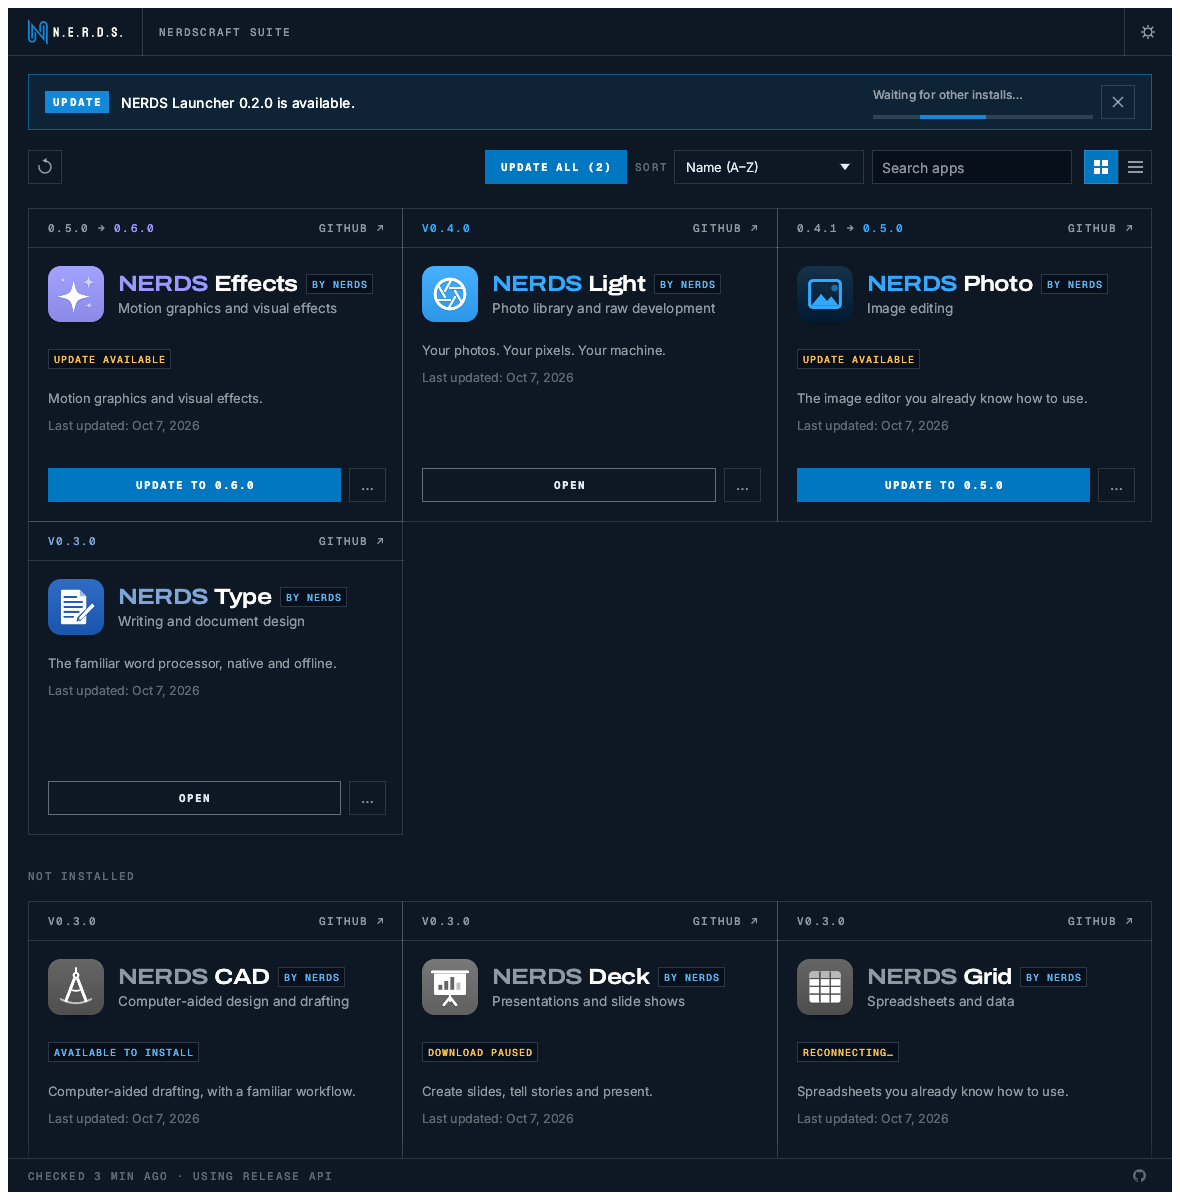 N.E.R.D.S.
NERDSCRAFT SUITE
UPDATE
NERDS Launcher 0.2.0 is available.
Waiting for other installs...
UPDATE ALL (2)
SORT
Name (A–Z)
Search apps
0.5.0 → 0.6.0
GITHUB ↗
NERDS Effects
BY NERDS
Motion graphics and visual effects
UPDATE AVAILABLE
Motion graphics and visual effects.
Last updated: Oct 7, 2026
UPDATE TO 0.6.0
...
V0.4.0
GITHUB ↗
NERDS Light
BY NERDS
Photo library and raw development
Your photos. Your pixels. Your machine.
Last updated: Oct 7, 2026
OPEN
...
0.4.1 → 0.5.0
GITHUB ↗
NERDS Photo
BY NERDS
Image editing
UPDATE AVAILABLE
The image editor you already know how to use.
Last updated: Oct 7, 2026
UPDATE TO 0.5.0
...
V0.3.0
GITHUB ↗
NERDS Type
BY NERDS
Writing and document design
The familiar word processor, native and offline.
Last updated: Oct 7, 2026
OPEN
...
NOT INSTALLED
V0.3.0
GITHUB ↗
NERDS CAD
BY NERDS
Computer-aided design and drafting
AVAILABLE TO INSTALL
Computer-aided drafting, with a familiar workflow.
Last updated: Oct 7, 2026
V0.3.0
GITHUB ↗
NERDS Deck
BY NERDS
Presentations and slide shows
DOWNLOAD PAUSED
Create slides, tell stories and present.
Last updated: Oct 7, 2026
V0.3.0
GITHUB ↗
NERDS Grid
BY NERDS
Spreadsheets and data
RECONNECTING…
Spreadsheets you already know how to use.
Last updated: Oct 7, 2026
CHECKED 3 MIN AGO · USING RELEASE API